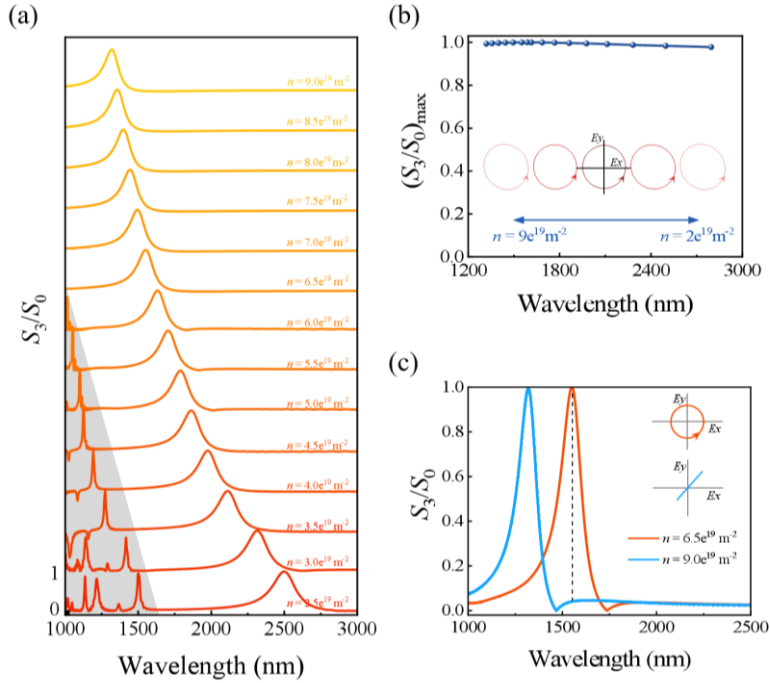 (a)
n = 9.0e¹⁹ m⁻²
n = 8.5e¹⁹ m⁻²
n = 8.0e¹⁹ m⁻²
n = 7.5e¹⁹ m⁻²
n = 7.0e¹⁹ m⁻²
n = 6.5e¹⁹ m⁻²
n = 6.0e¹⁹ m⁻²
n = 5.5e¹⁹ m⁻²
n = 5.0e¹⁹ m⁻²
n = 4.5e¹⁹ m⁻²
n = 4.0e¹⁹ m⁻²
n = 3.5e¹⁹ m⁻²
n = 3.0e¹⁹ m⁻²
n = 2.5e¹⁹ m⁻²
S₃/S₀
1
0
1000 1500 2000 2500 3000
Wavelength (nm)
(b)
(S₃/S₀)max
1.0
0.8
0.6
0.4
0.2
0.0
Ey
Ex
n = 9e¹⁹m⁻² n = 2e¹⁹m⁻²
1200 1800 2400 3000
Wavelength (nm)
(c)
S₃/S₀
1.0
0.8
0.6
0.4
0.2
0.0
Ey
Ex
Ey
Ex
n = 6.5e¹⁹ m⁻²
n = 9.0e¹⁹ m⁻²
1000 1500 2000 2500
Wavelength (nm)